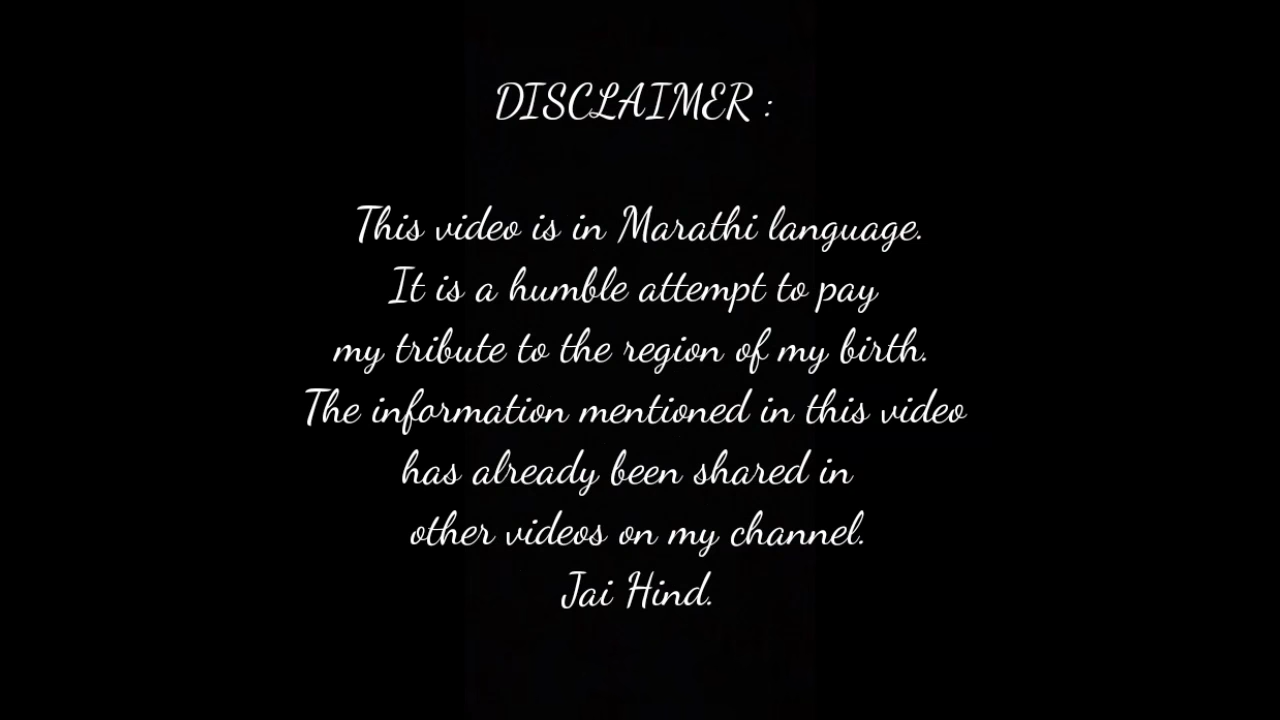 DISCLAIMER :
This video is in Marathi language.
It is a humble attempt to pay
my tribute to the region of my birth.
The information mentioned in this video
has already been shared in
other videos on my channel.
Jai Hind.